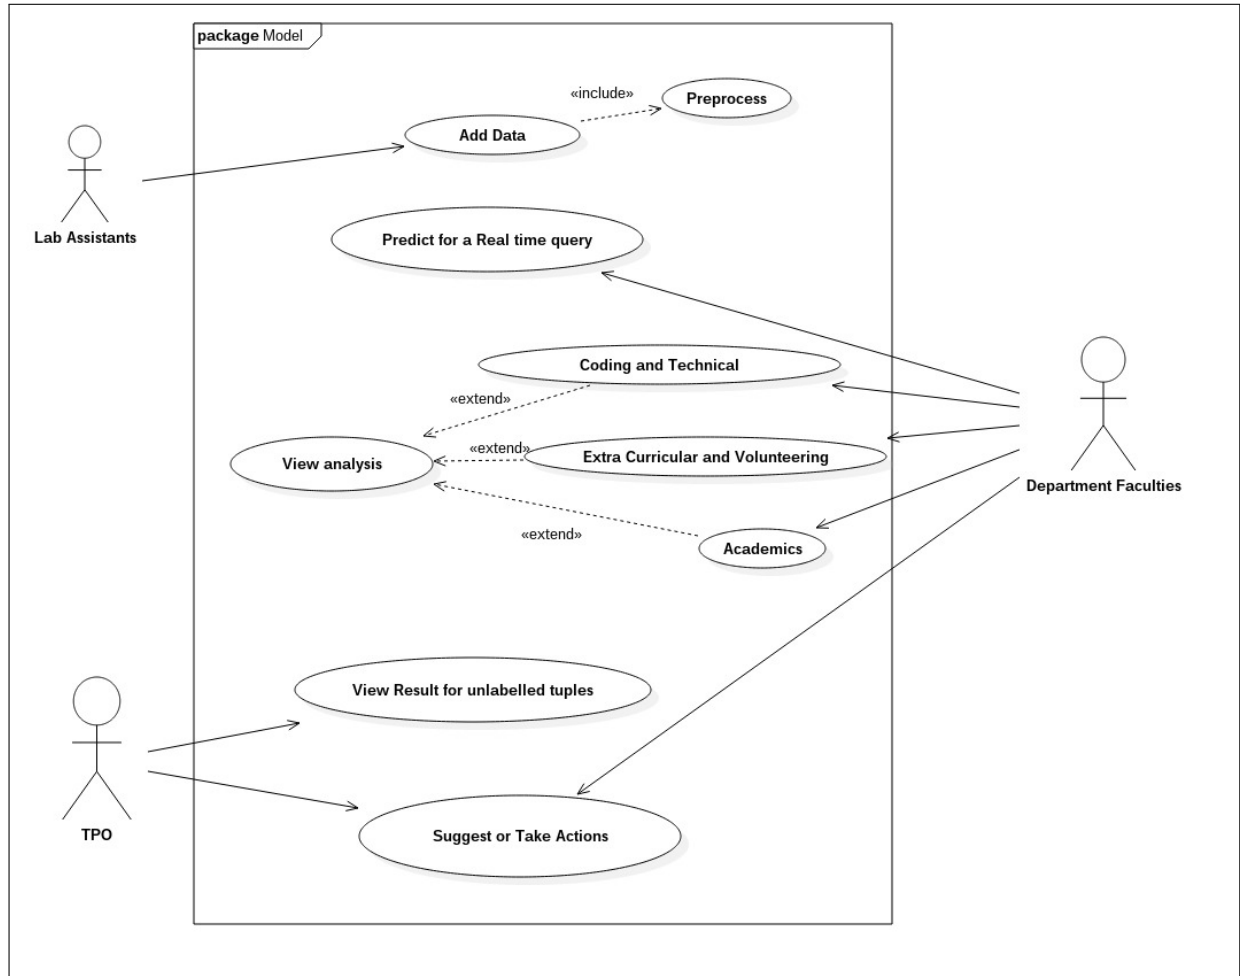 package Model
«include»
Preprocess
Add Data
Lab Assistants
Predict for a Real time query
Coding and Technical
«extend»
«extend»
View analysis
Extra Curricular and Volunteering
Department Faculties
«extend»
Academics
View Result for unlabelled tuples
TPO
Suggest or Take Actions